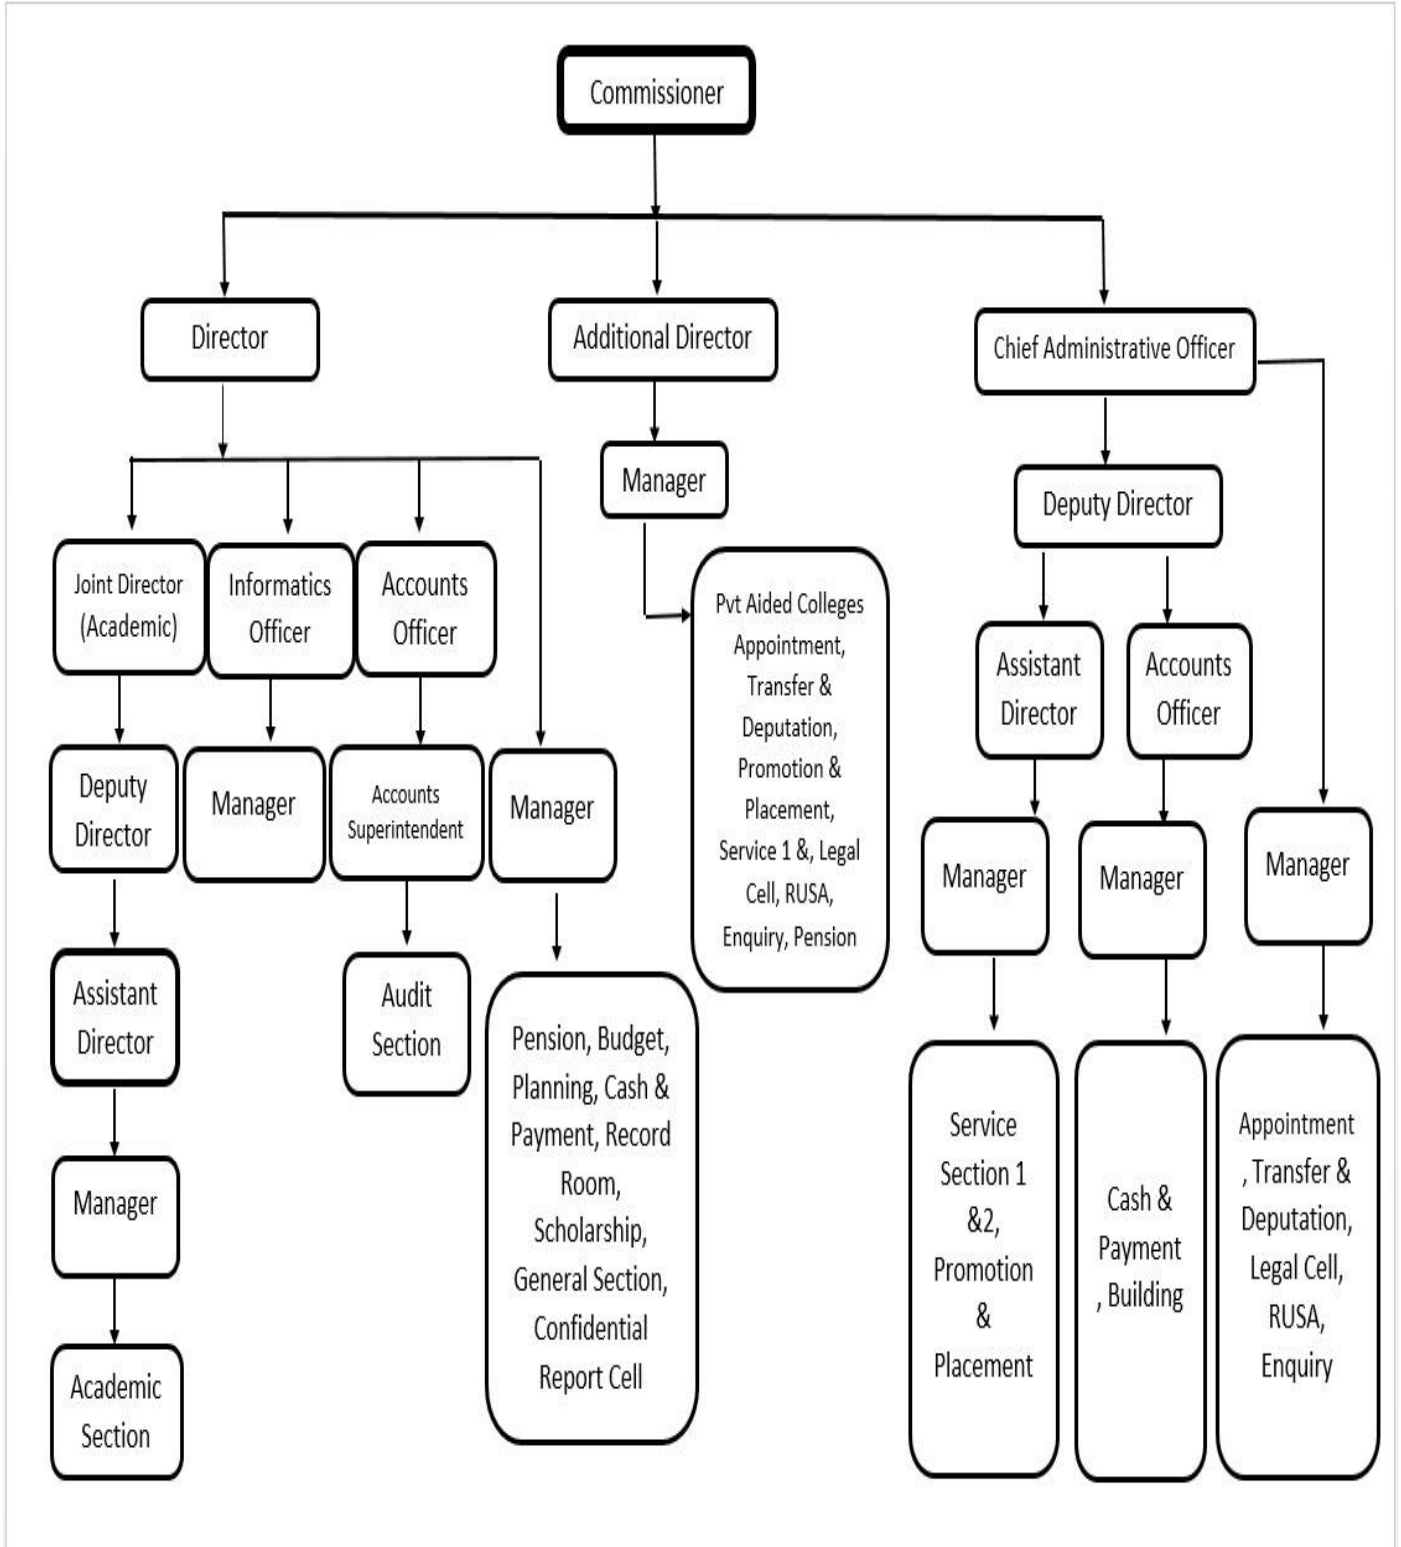 Commissioner
Director
Additional Director
Chief Administrative Officer
Manager
Deputy Director
Joint Director
(Academic)
Informatics
Officer
Accounts
Officer
Pvt Aided Colleges
Appointment,
Transfer &
Deputation,
Promotion &
Placement,
Service 1 &, Legal
Cell, RUSA,
Enquiry, Pension
Assistant
Director
Accounts
Officer
Deputy
Director
Manager
Accounts
Superintendent
Manager
Manager
Manager
Manager
Assistant
Director
Audit
Section
Pension, Budget,
Planning, Cash &
Payment, Record
Room,
Scholarship,
General Section,
Confidential
Report Cell
Service
Section 1
&2,
Promotion
&
Placement
Cash &
Payment
, Building
Appointment
, Transfer &
Deputation,
Legal Cell,
RUSA,
Enquiry
Manager
Academic
Section